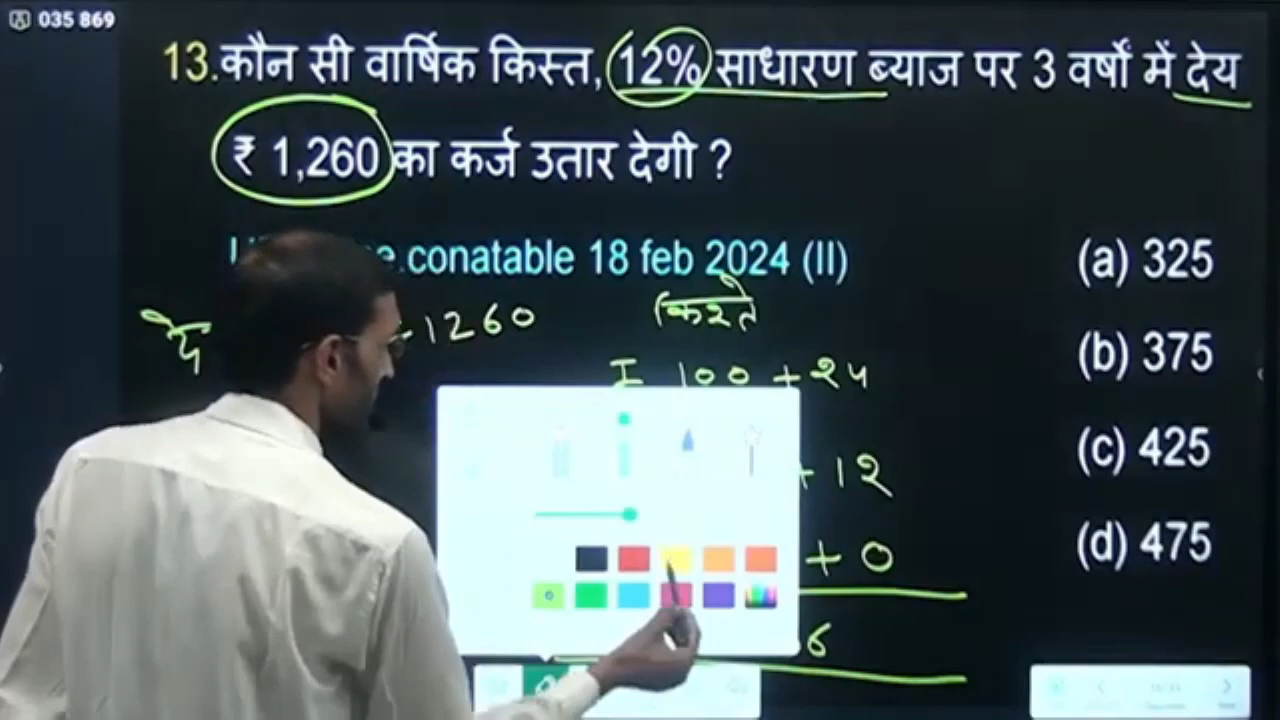 035 869
13.कौन सी वार्षिक किस्त, 12% साधारण ब्याज पर 3 वर्षों में देय
₹ 1,260 का कर्ज उतार देगी ?
conatable 18 feb 2024 (II)
(a) 325
1260
किस्ते
I 100 + 24
(b) 375
+ 12
(c) 425
+ 0
(d) 475
6